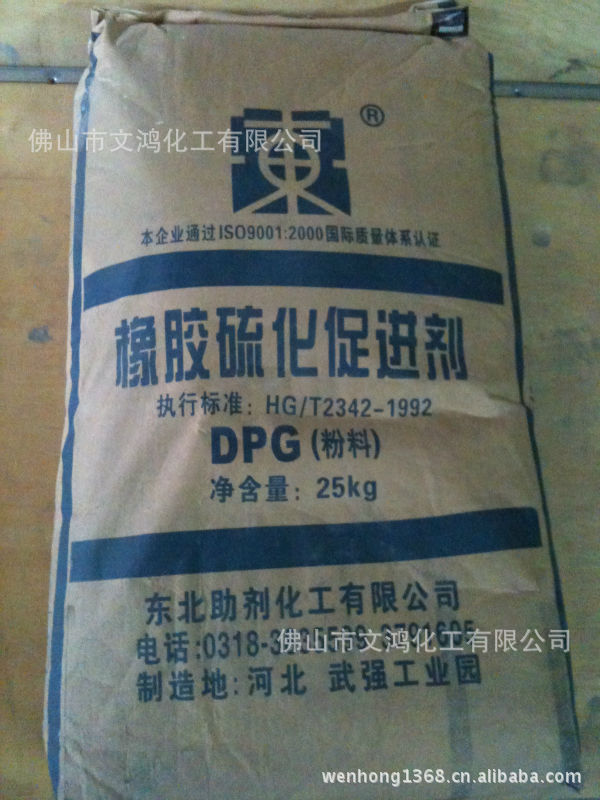 ®
佛山市文鸿化工有限公司
東
本企业通过ISO9001:2000国际质量体系认证
橡胶硫化促进剂
执行标准：HG/T2342-1992
DPG(粉料)
净含量：25kg
东北助剂化工有限公司
电话:0318-
佛山市文鸿化工有限公司
制造地:河北 武强工业园
wenhong1368.cn.alibaba.com